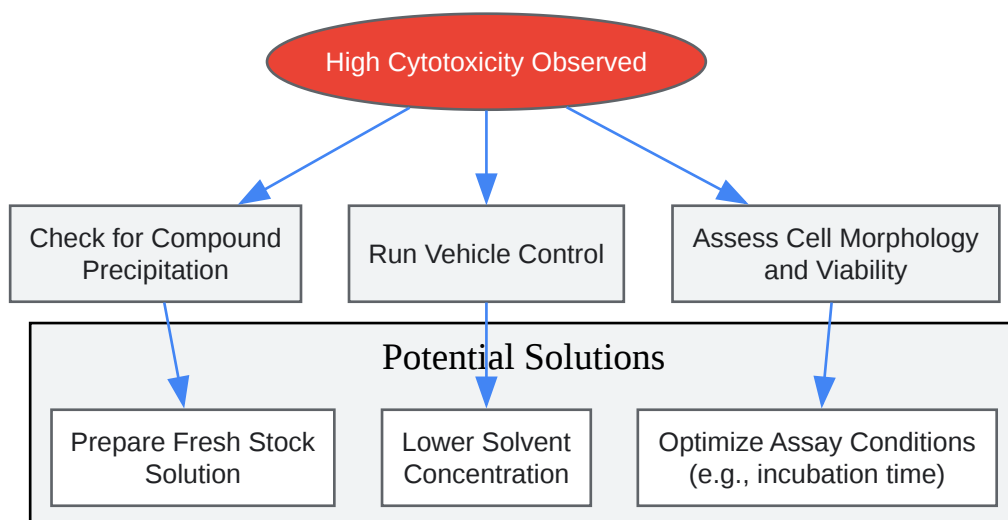 High Cytotoxicity Observed
Check for Compound
Precipitation
Run Vehicle Control
Assess Cell Morphology
and Viability
Potential Solutions
Prepare Fresh Stock
Solution
Lower Solvent
Concentration
Optimize Assay Conditions
(e.g., incubation time)